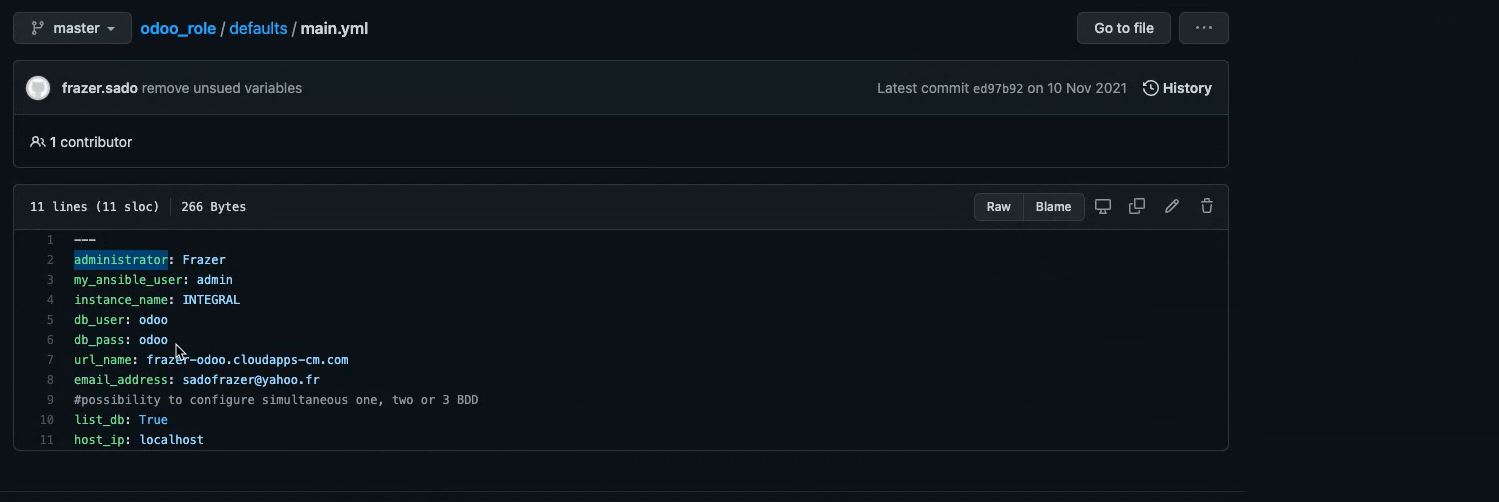 master odoo_role / defaults / main.yml Go to file ...
frazer.sado remove unsued variables Latest commit ed97b92 on 10 Nov 2021 History
1 contributor
11 lines (11 sloc) 266 Bytes Raw Blame
1 ---
2 administrator: Frazer
3 my_ansible_user: admin
4 instance_name: INTEGRAL
5 db_user: odoo
6 db_pass: odoo
7 url_name: frazer-odoo.cloudapps-cm.com
8 email_address: sadofrazer@yahoo.fr
9 #possibility to configure simultaneous one, two or 3 BDD
10 list_db: True
11 host_ip: localhost